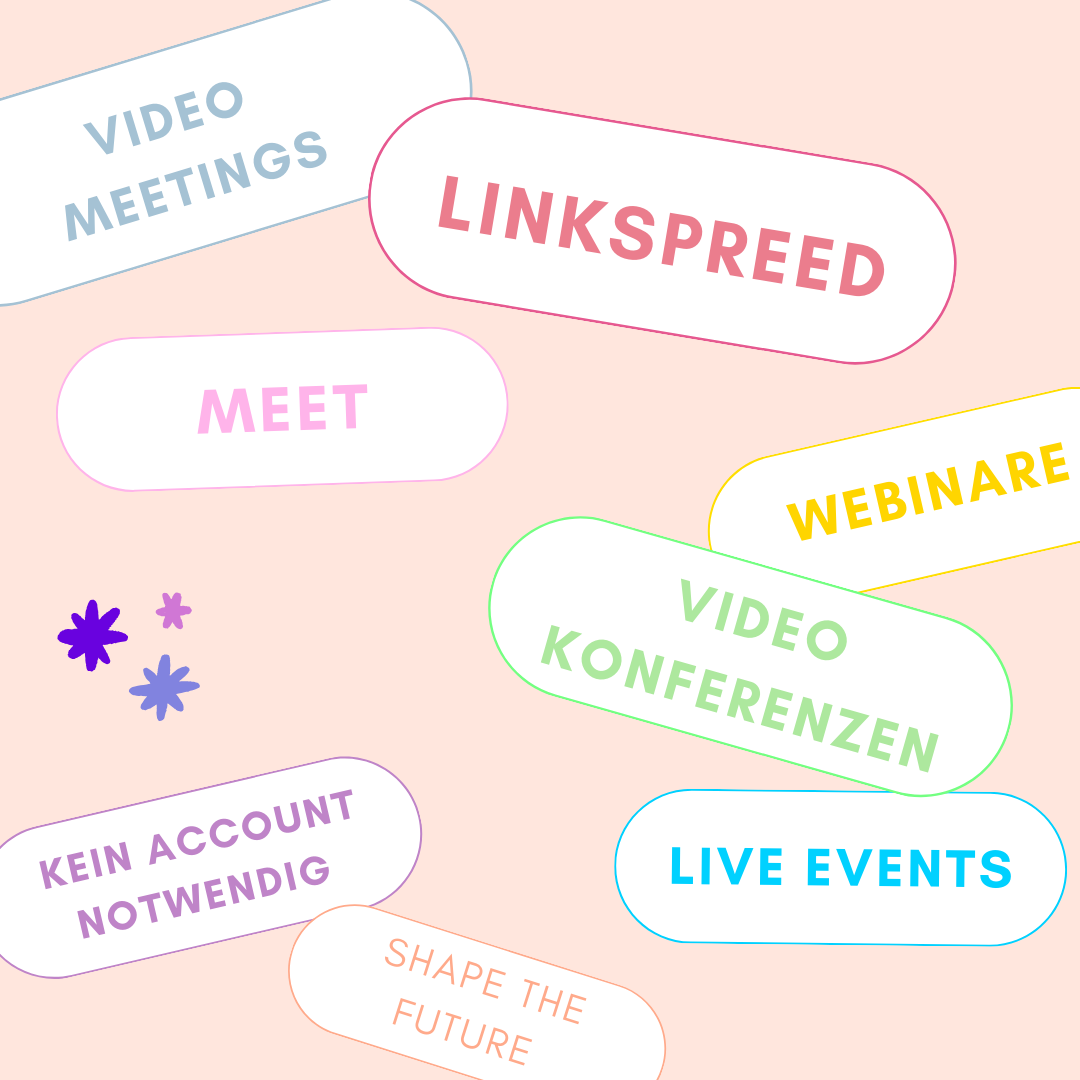 VIDEO
MEETINGS
LINKSPREED
MEET
WEBINARE
VIDEO
KONFERENZEN
KEIN ACCOUNT
NOTWENDIG
LIVE EVENTS
SHAPE THE
FUTURE